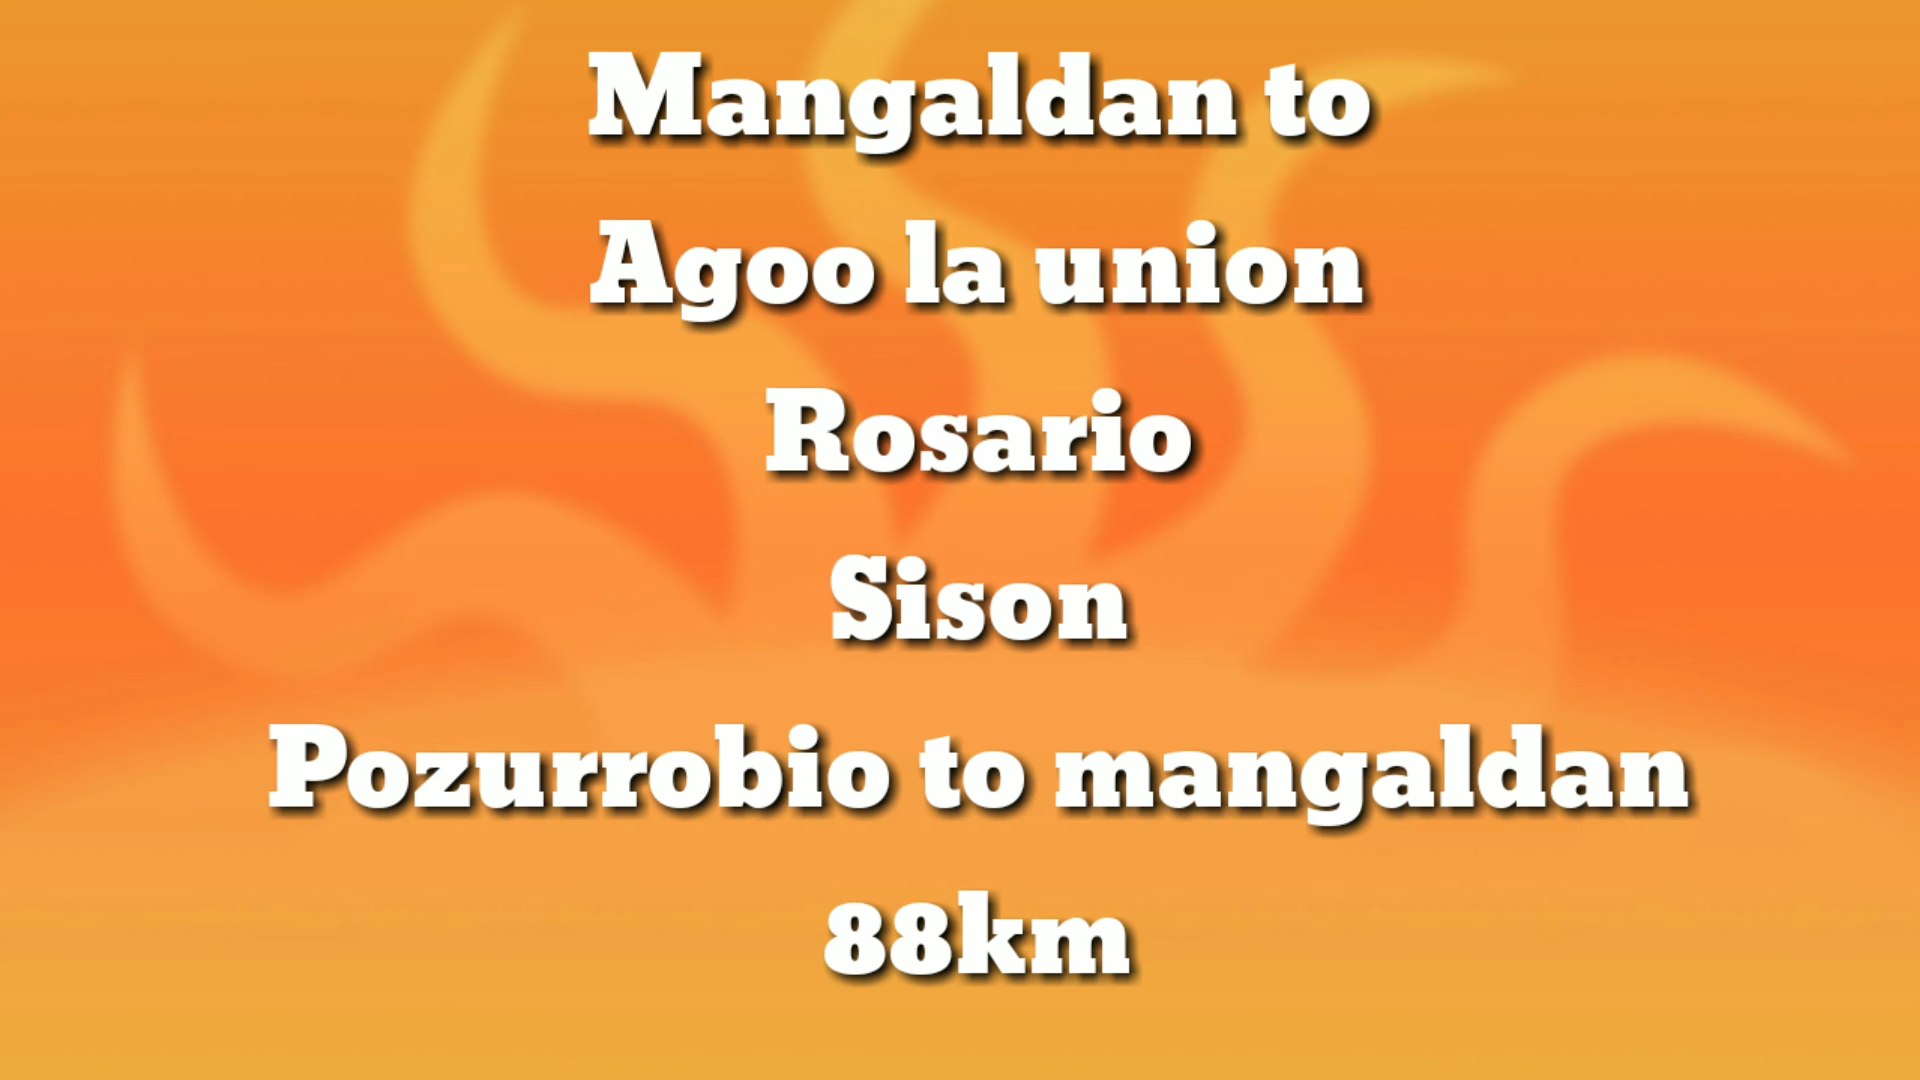 Mangaldan to
Agoo la union
Rosario
Sison
Pozurrobio to mangaldan
88km